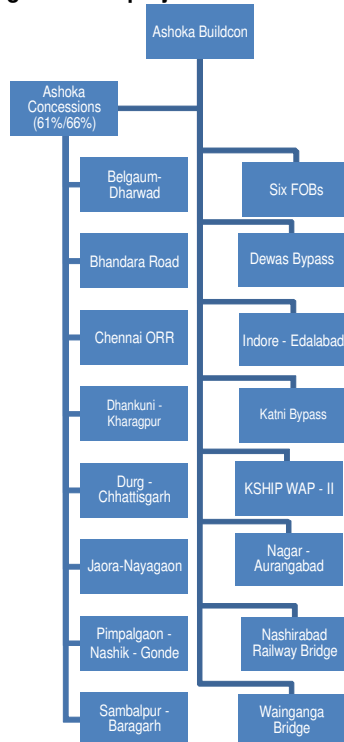 Ashoka Buildcon
Ashoka
Concessions
(61%/66%)
Belgaum-
Dharwad
Bhandara Road
Chennai ORR
Dhankuni -
Kharagpur
Durg -
Chhattisgarh
Jaora-Nayagaon
Pimpalgaon -
Nashik - Gonde
Sambalpur -
Baragarh
Six FOBs
Dewas Bypass
Indore - Edalabad
Katni Bypass
KSHIP WAP - II
Nagar -
Aurangabad
Nashirabad
Railway Bridge
Wainganga
Bridge